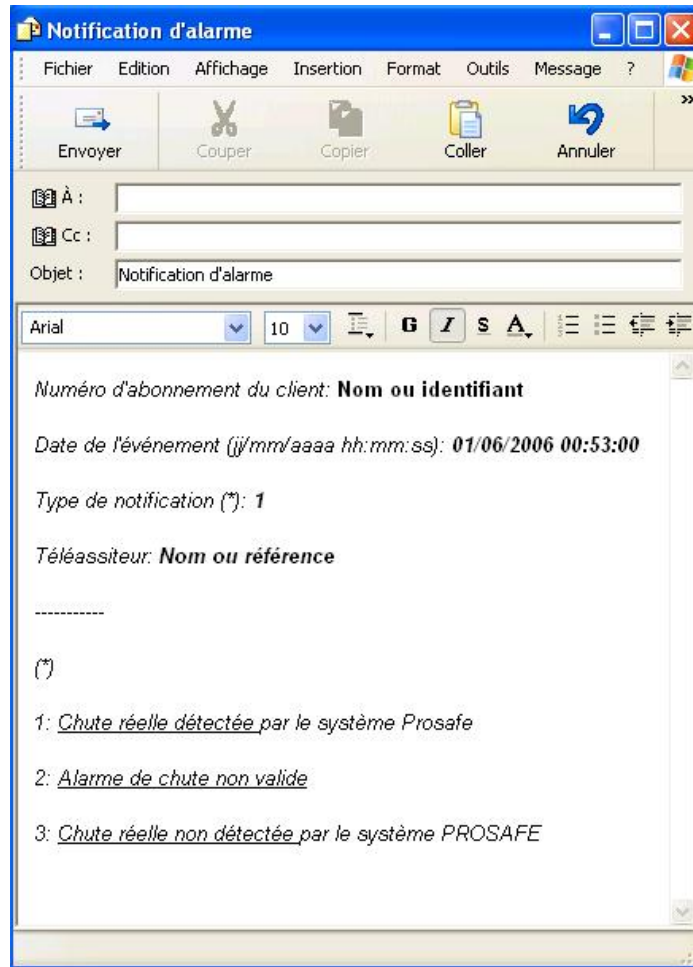 Notification d'alarme
Fichier Edition Affichage Insertion Format Outils Message ?
Envoyer Couper Copier Coller Annuler »
À :
Cc :
Objet : Notification d'alarme
Arial 10 G I S A
Numéro d'abonnement du client: Nom ou identifiant
Date de l'événement (jj/mm/aaaa hh:mm:ss): 01/06/2006 00:53:00
Type de notification (*): 1
Téléassiteur: Nom ou référence
-----------
(*)
1: Chute réelle détectée par le système Prosafe
2: Alarme de chute non valide
3: Chute réelle non détectée par le système PROSAFE